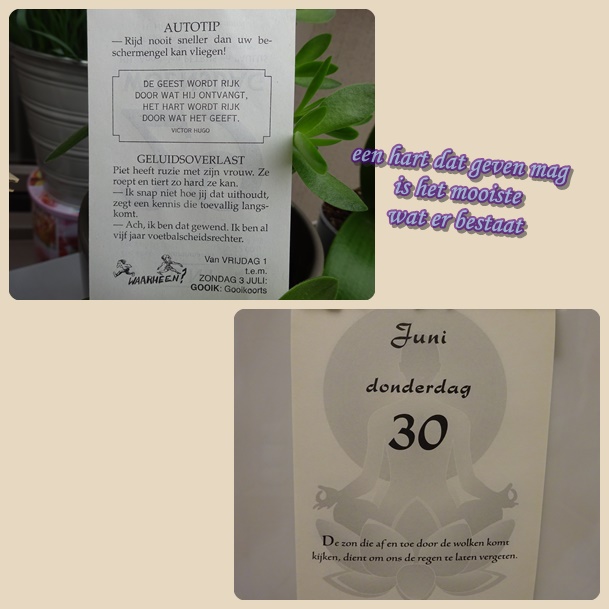 AUTOTIP
— Rijd nooit sneller dan uw be-
schermengel kan vliegen!
DE GEEST WORDT RIJK
DOOR WAT HIJ ONTVANGT,
HET HART WORDT RIJK
DOOR WAT HET GEEFT.
VICTOR HUGO
GELUIDSOVERLAST
Piet heeft ruzie met zijn vrouw. Ze
roept en tiert zo hard ze kan.
— Ik snap niet hoe jij dat uithoudt,
zegt een kennis die toevallig langs-
komt.
— Ach, ik ben dat gewend. Ik ben al
vijf jaar voetbalscheidsrechter.
WAARHEEN?
Van VRIJDAG 1
t.e.m.
ZONDAG 3 JULI:
GOOIK: Gooikoorts
een hart dat geven mag
is het mooiste
wat er bestaat
Juni
donderdag
30
De zon die af en toe door de wolken komt
kijken, dient om ons de regen te laten vergeten.